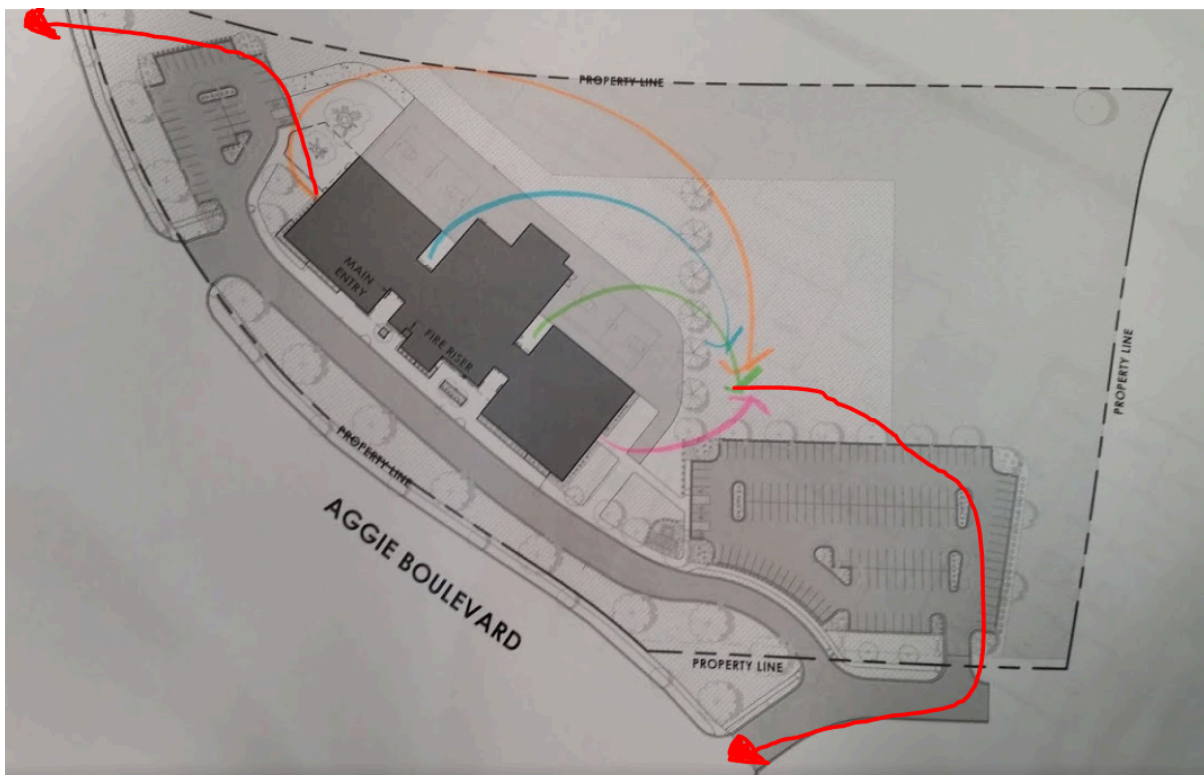 PROPERTY LINE
MAIN
ENTRY
FIRE RISER
PROPERTY LINE
PROPERTY LINE
AGGIE BOULEVARD
PROPERTY LINE